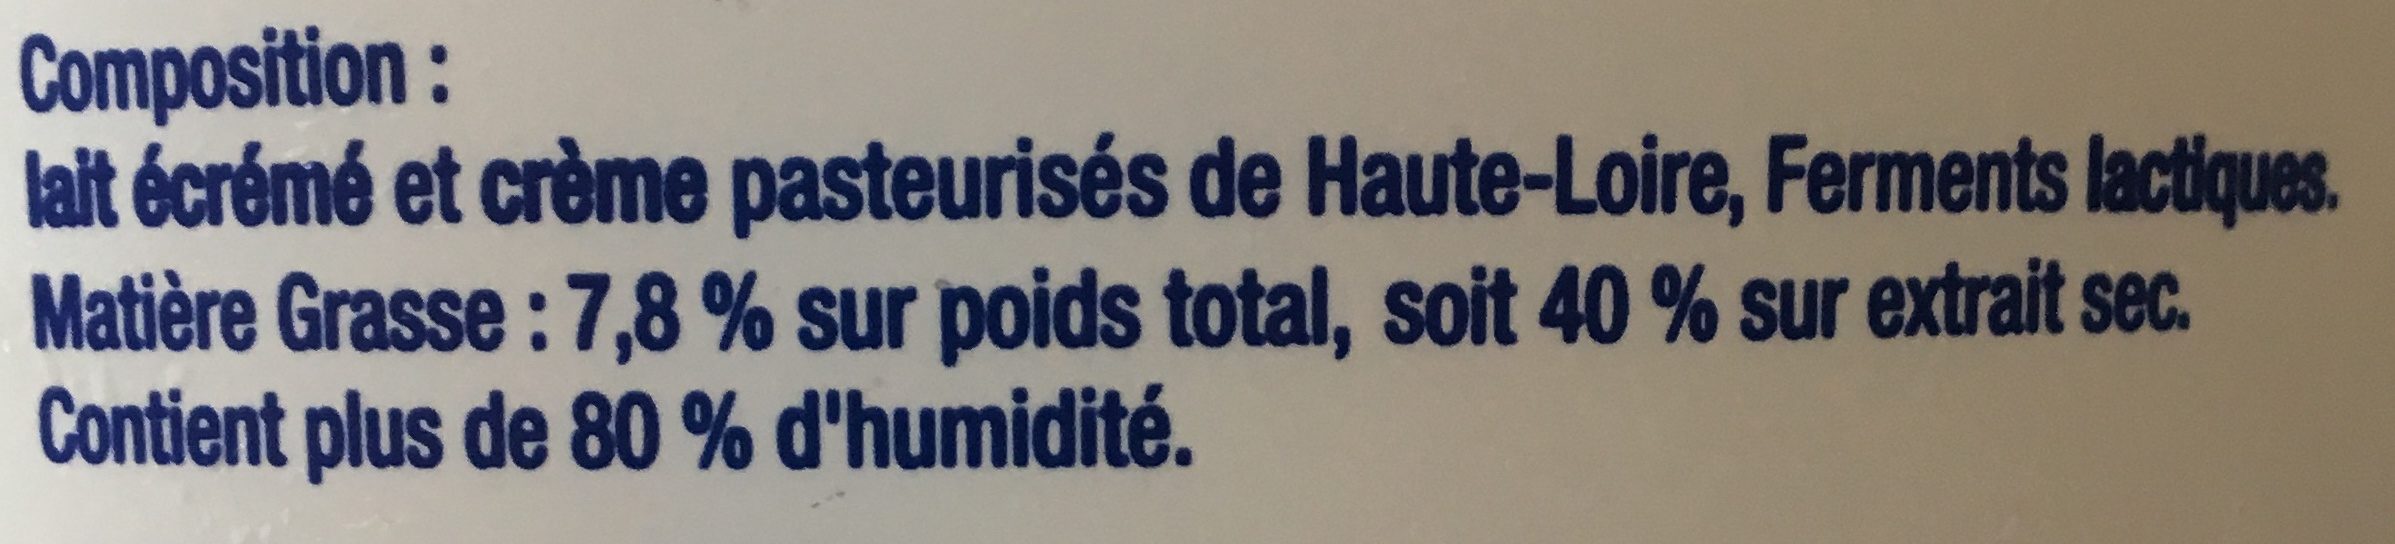 Composition :
lait écrémé et crème pasteurisés de Haute-Loire, Ferments lactiques.
Matière Grasse : 7,8 % sur poids total, soit 40 % sur extrait sec.
Contient plus de 80 % d'humidité.